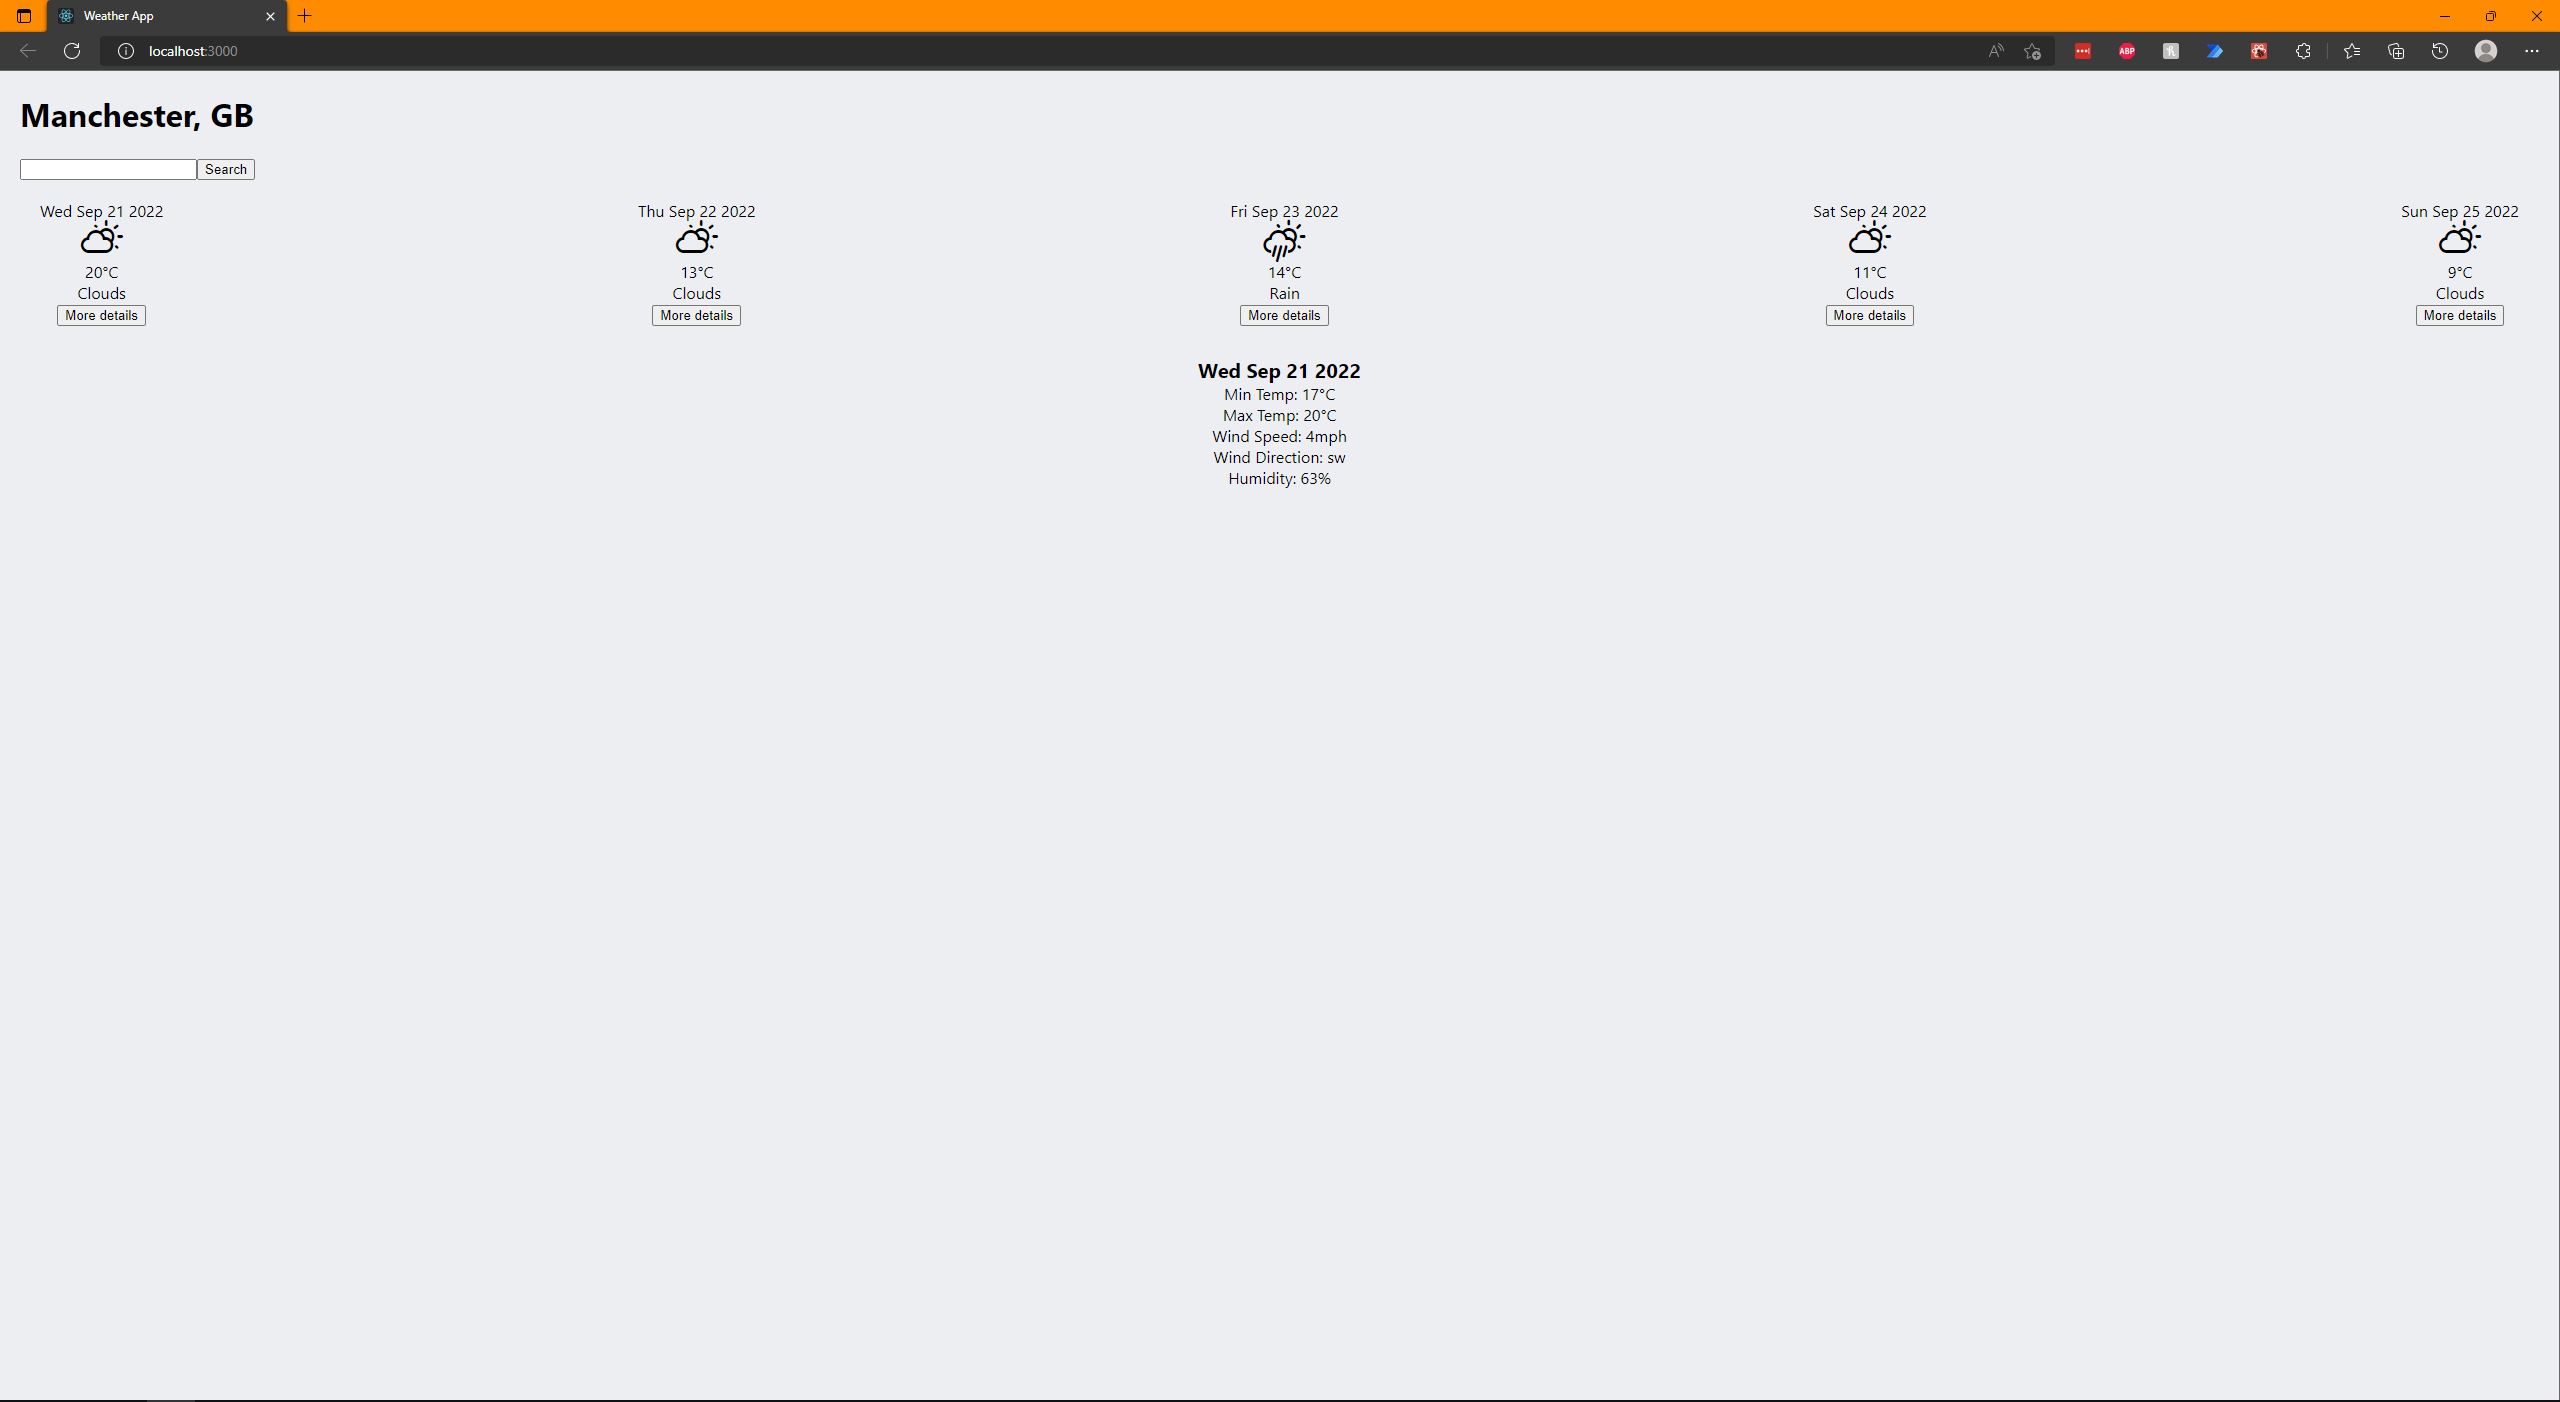 Weather App
localhost:3000
ABP
Manchester, GB
Search
Wed Sep 21 2022 Thu Sep 22 2022 Fri Sep 23 2022 Sat Sep 24 2022 Sun Sep 25 2022
20°C 13°C 14°C 11°C 9°C
Clouds Clouds Rain Clouds Clouds
More details More details More details More details More details
Wed Sep 21 2022
Min Temp: 17°C
Max Temp: 20°C
Wind Speed: 4mph
Wind Direction: sw
Humidity: 63%